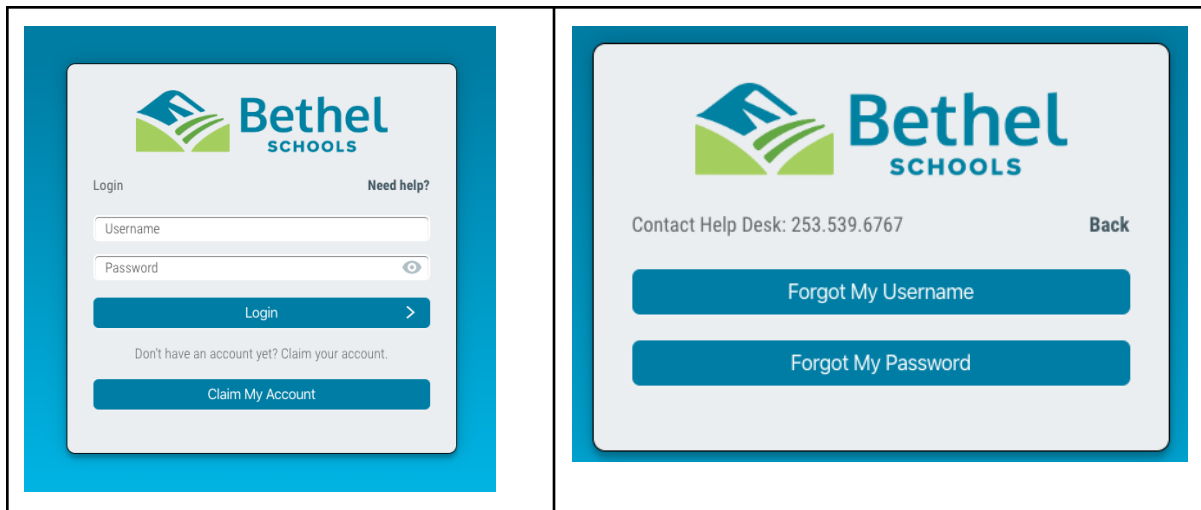 Bethel
SCHOOLS
Login Need help?
Username
Password
Login
Don't have an account yet? Claim your account.
Claim My Account
Bethel
SCHOOLS
Contact Help Desk: 253.539.6767 Back
Forgot My Username
Forgot My Password